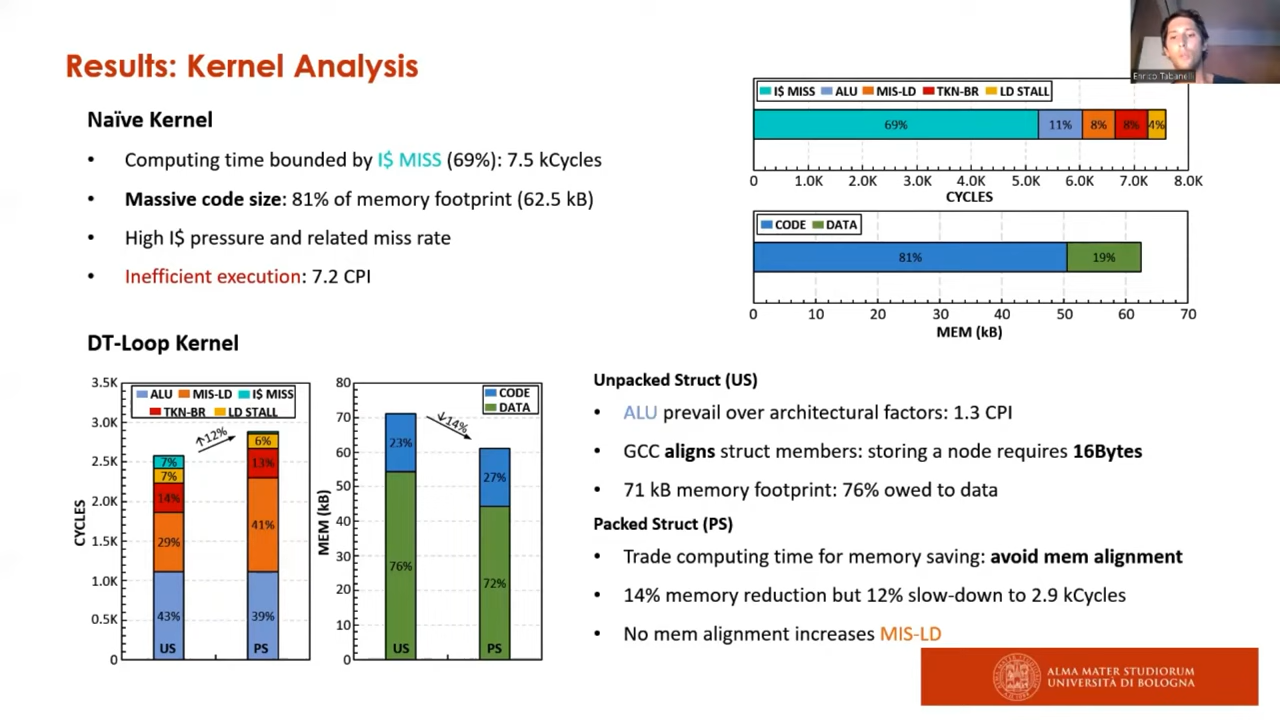 Results: Kernel Analysis
Enrico Tabanelli
Naïve Kernel
• Computing time bounded by I$ MISS (69%): 7.5 kCycles
• Massive code size: 81% of memory footprint (62.5 kB)
• High I$ pressure and related miss rate
• Inefficient execution: 7.2 CPI
I$ MISS ALU MIS-LD TKN-BR LD STALL
69% 11% 8% 8% 4%
0 1.0K 2.0K 3.0K 4.0K 5.0K 6.0K 7.0K 8.0K
CYCLES
CODE DATA
81% 19%
0 10 20 30 40 50 60 70
MEM (kB)
DT-Loop Kernel
ALU MIS-LD I$ MISS
TKN-BR LD STALL
3.5K
3.0K
2.5K
2.0K
1.5K
1.0K
0.5K
0
CYCLES
↑12%
7%
7%
14%
29%
43%
US
6%
13%
41%
39%
PS
CODE
DATA
80
70
60
50
40
30
20
10
0
MEM (kB)
↓14%
23%
76%
US
27%
72%
PS
Unpacked Struct (US)
• ALU prevail over architectural factors: 1.3 CPI
• GCC aligns struct members: storing a node requires 16Bytes
• 71 kB memory footprint: 76% owed to data
Packed Struct (PS)
• Trade computing time for memory saving: avoid mem alignment
• 14% memory reduction but 12% slow-down to 2.9 kCycles
• No mem alignment increases MIS-LD
ALMA MATER STUDIORUM
UNIVERSITÀ DI BOLOGNA